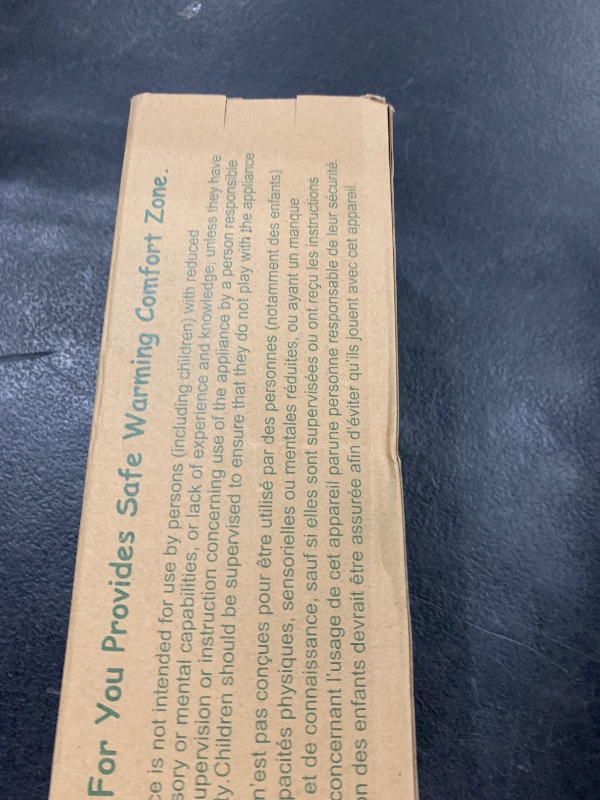 For You Provides Safe Warming Comfort Zone.
ce is not intended for use by persons (including children) with reduced
sory or mental capabilities, or lack of experience and knowledge, unless they have
upervision or instruction concerning use of the appliance by a person responsible
ty.Children should be supervised to ensure that they do not play with the appliance
n'est pas conçues pour être utilisé par des personnes (notamment des enfants)
pacités physiques, sensorielles ou mentales réduites, ou ayant un manque
et de connaissance, sauf si elles sont supervisées ou ont reçu les instructions
concernant l'usage de cet appareil parune personne responsable de leur sécurité.
on des enfants devrait être assurée afin d'éviter qu'ils jouent avec cet appareil.